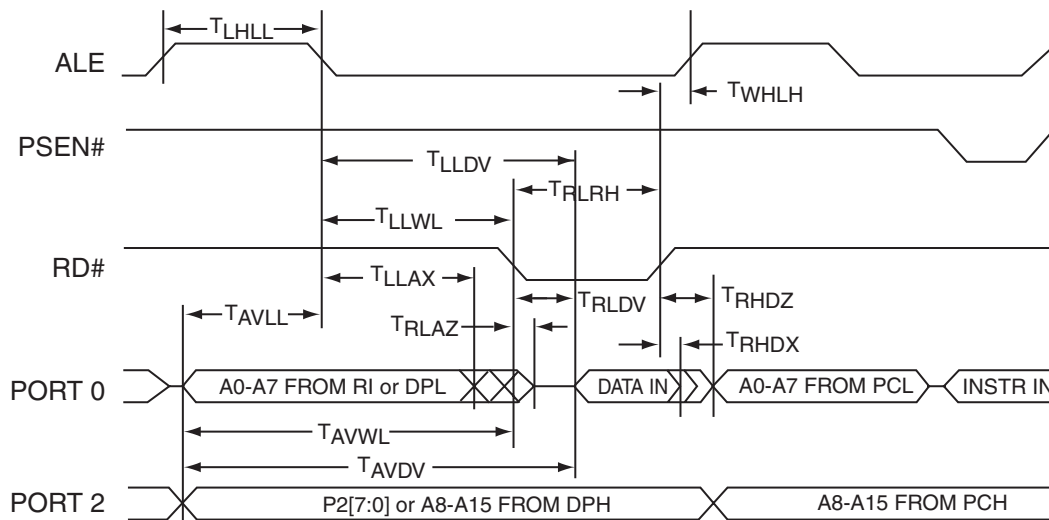 TLHLL
ALE
TWHLH
PSEN#
TLLDV
TRLRH
TLLWL
RD#
TLLAX
TRLDV
TRHDZ
TAVLL
TRLAZ
TRHDX
PORT 0
A0-A7 FROM RI or DPL
DATA IN
A0-A7 FROM PCL
INSTR IN
TAVWL
TAVDV
PORT 2
P2[7:0] or A8-A15 FROM DPH
A8-A15 FROM PCH